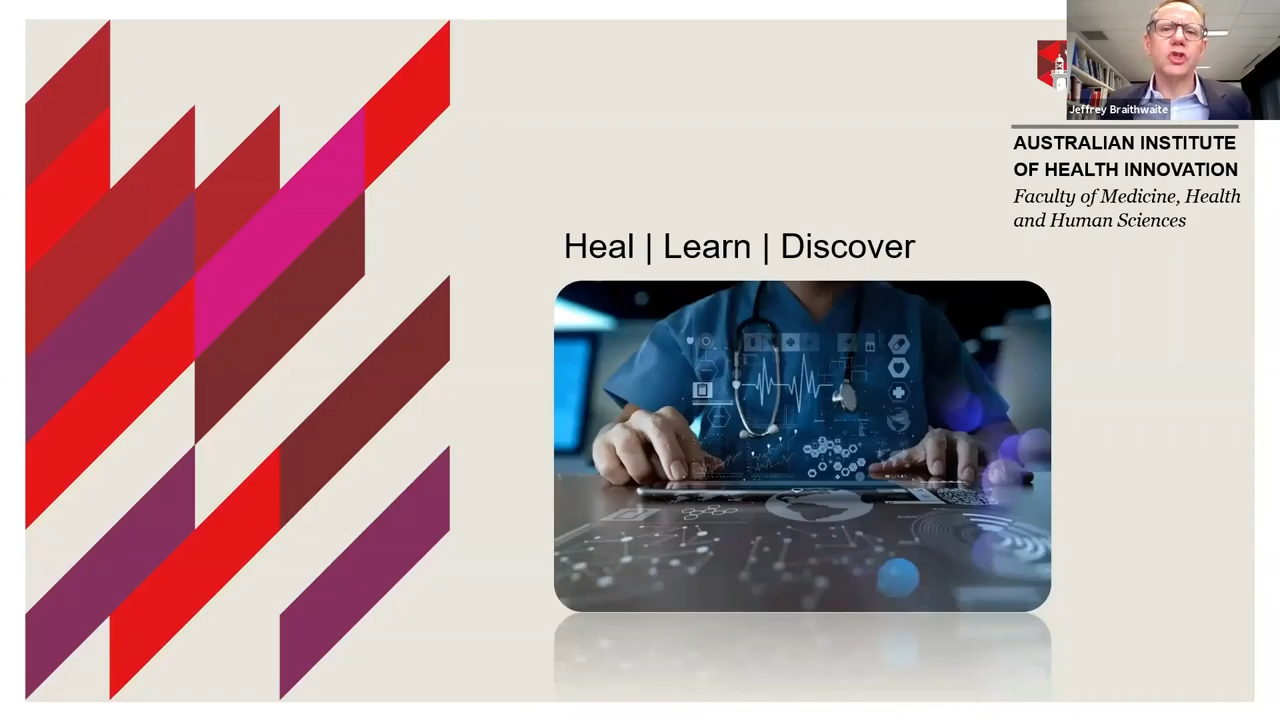 Jeffrey Braithwaite
AUSTRALIAN INSTITUTE
OF HEALTH INNOVATION
Faculty of Medicine, Health
and Human Sciences
Heal | Learn | Discover